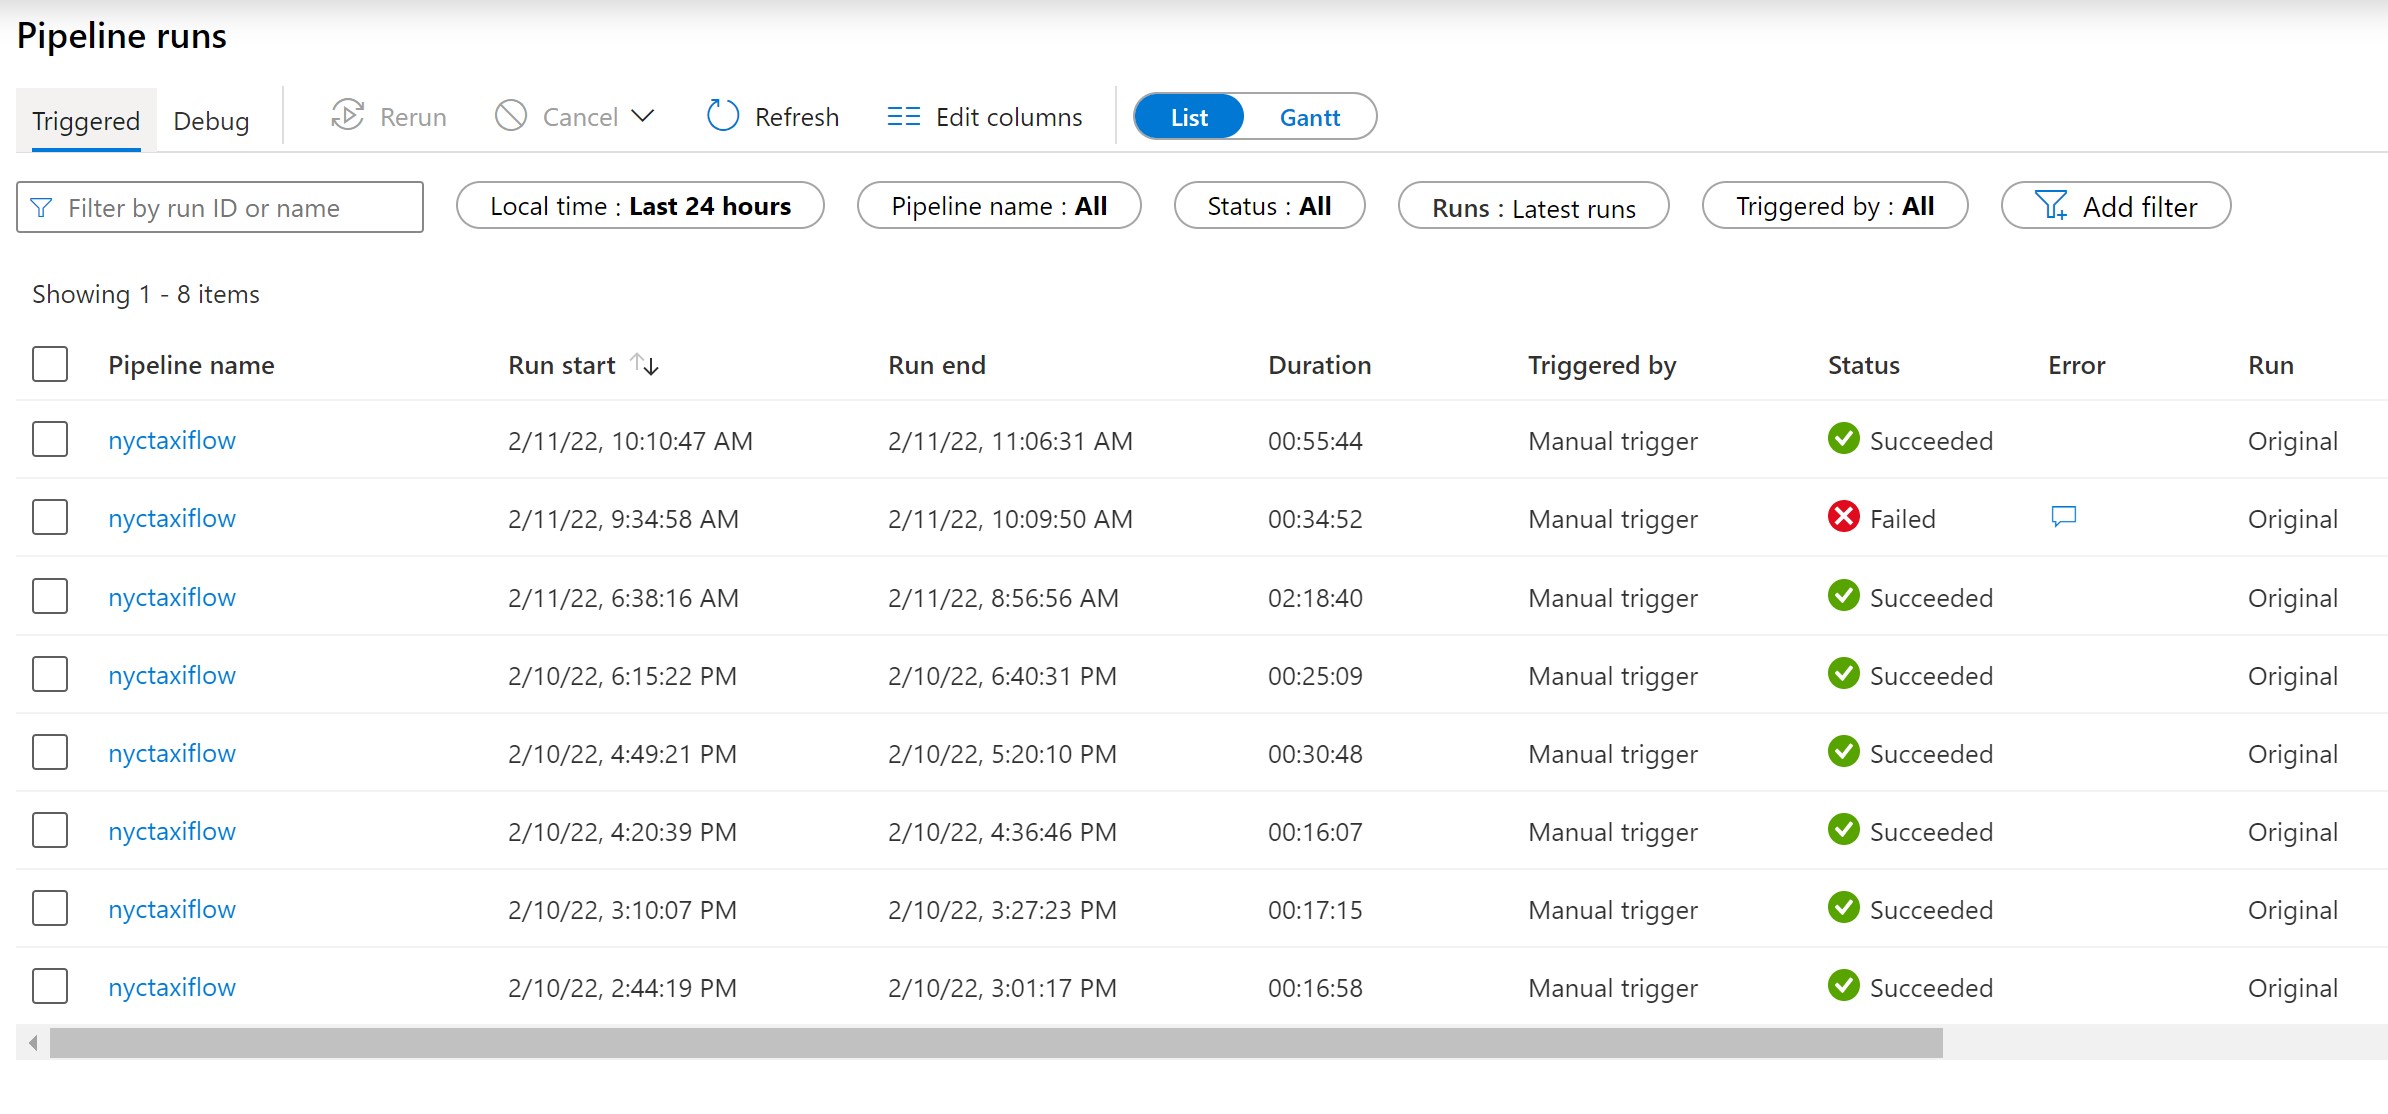 Pipeline runs
Triggered Debug Rerun Cancel Refresh Edit columns List Gantt
Filter by run ID or name Local time : Last 24 hours Pipeline name : All Status : All Runs : Latest runs Triggered by : All Add filter
Showing 1 - 8 items
Pipeline name Run start Run end Duration Triggered by Status Error Run
nyctaxiflow 2/11/22, 10:10:47 AM 2/11/22, 11:06:31 AM 00:55:44 Manual trigger Succeeded Original
nyctaxiflow 2/11/22, 9:34:58 AM 2/11/22, 10:09:50 AM 00:34:52 Manual trigger Failed Original
nyctaxiflow 2/11/22, 6:38:16 AM 2/11/22, 8:56:56 AM 02:18:40 Manual trigger Succeeded Original
nyctaxiflow 2/10/22, 6:15:22 PM 2/10/22, 6:40:31 PM 00:25:09 Manual trigger Succeeded Original
nyctaxiflow 2/10/22, 4:49:21 PM 2/10/22, 5:20:10 PM 00:30:48 Manual trigger Succeeded Original
nyctaxiflow 2/10/22, 4:20:39 PM 2/10/22, 4:36:46 PM 00:16:07 Manual trigger Succeeded Original
nyctaxiflow 2/10/22, 3:10:07 PM 2/10/22, 3:27:23 PM 00:17:15 Manual trigger Succeeded Original
nyctaxiflow 2/10/22, 2:44:19 PM 2/10/22, 3:01:17 PM 00:16:58 Manual trigger Succeeded Original